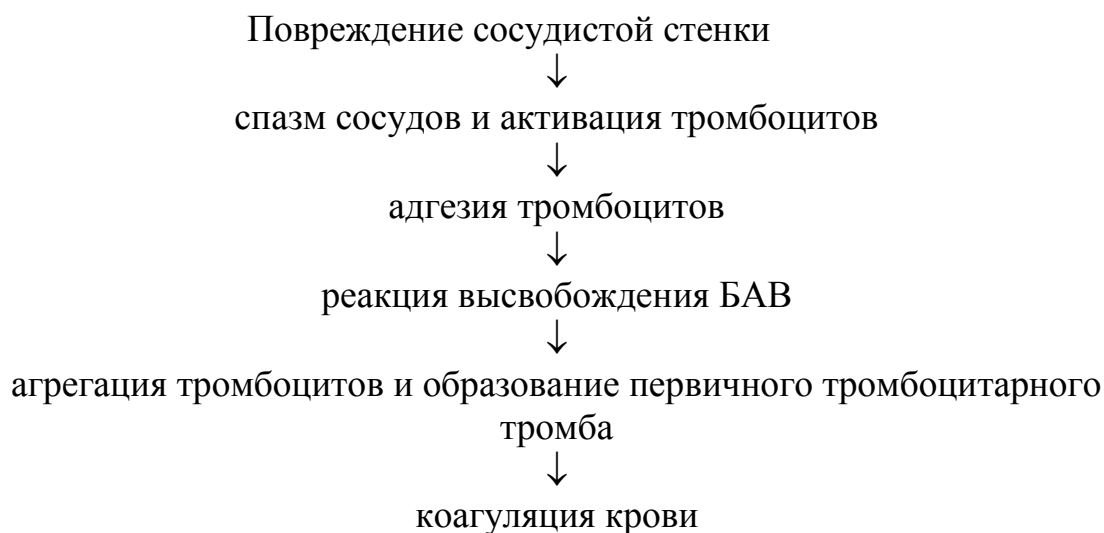 Повреждение сосудистой стенки
↓
спазм сосудов и активация тромбоцитов
↓
адгезия тромбоцитов
↓
реакция высвобождения БАВ
↓
агрегация тромбоцитов и образование первичного тромбоцитарного
тромба
↓
коагуляция крови